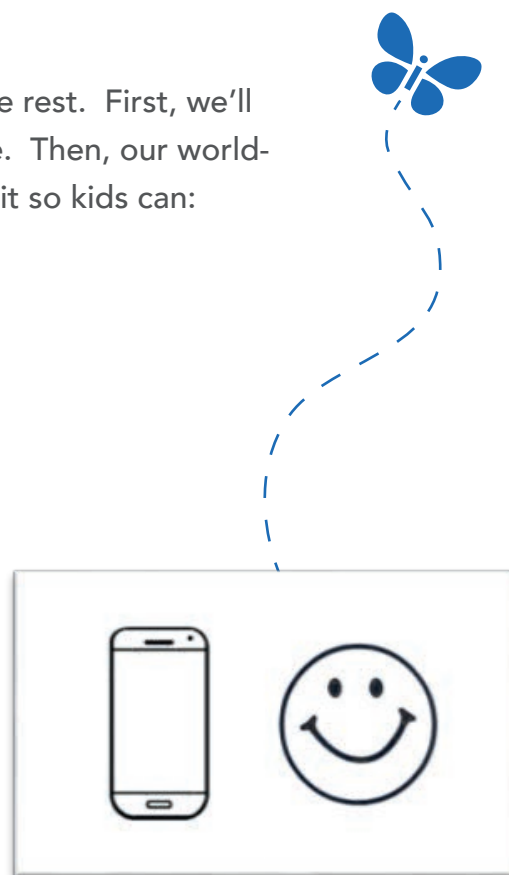 e rest. First, we'll
e. Then, our world-
it so kids can: